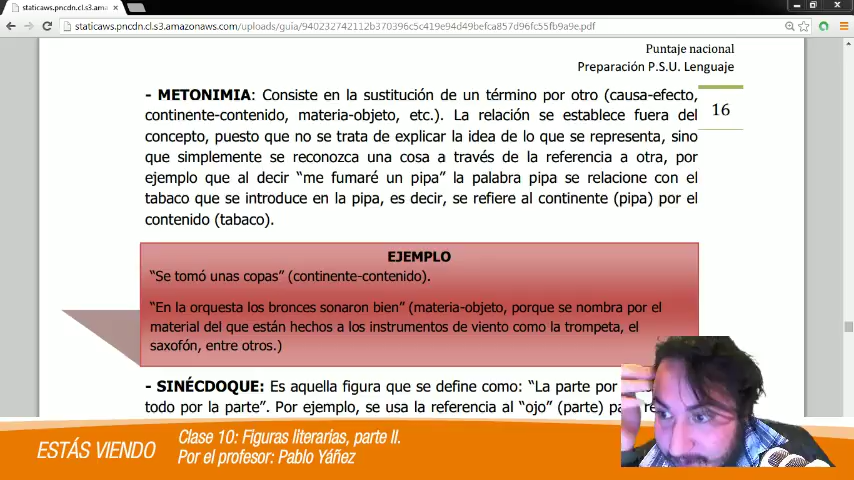 staticaws.pncdn.cl.s3.ama
staticaws.pncdn.cl.s3.amazonaws.com/uploads/guia/940232742112b370396c5c419e94d49befca857d96fc55fb9a9e.pdf
Puntaje nacional
Preparación P.S.U. Lenguaje
16
- METONIMIA: Consiste en la sustitución de un término por otro (causa-efecto,
continente-contenido, materia-objeto, etc.). La relación se establece fuera del
concepto, puesto que no se trata de explicar la idea de lo que se representa, sino
que simplemente se reconozca una cosa a través de la referencia a otra, por
ejemplo que al decir “me fumaré un pipa” la palabra pipa se relacione con el
tabaco que se introduce en la pipa, es decir, se refiere al continente (pipa) por el
contenido (tabaco).
EJEMPLO
“Se tomó unas copas” (continente-contenido).
“En la orquesta los bronces sonaron bien” (materia-objeto, porque se nombra por el
material del que están hechos a los instrumentos de viento como la trompeta, el
saxofón, entre otros.)
- SINÉCDOQUE: Es aquella figura que se define como: “La parte por
todo por la parte”. Por ejemplo, se usa la referencia al “ojo” (parte)
ESTÁS VIENDO
Clase 10: Figuras literarias, parte II.
Por el profesor: Pablo Yáñez